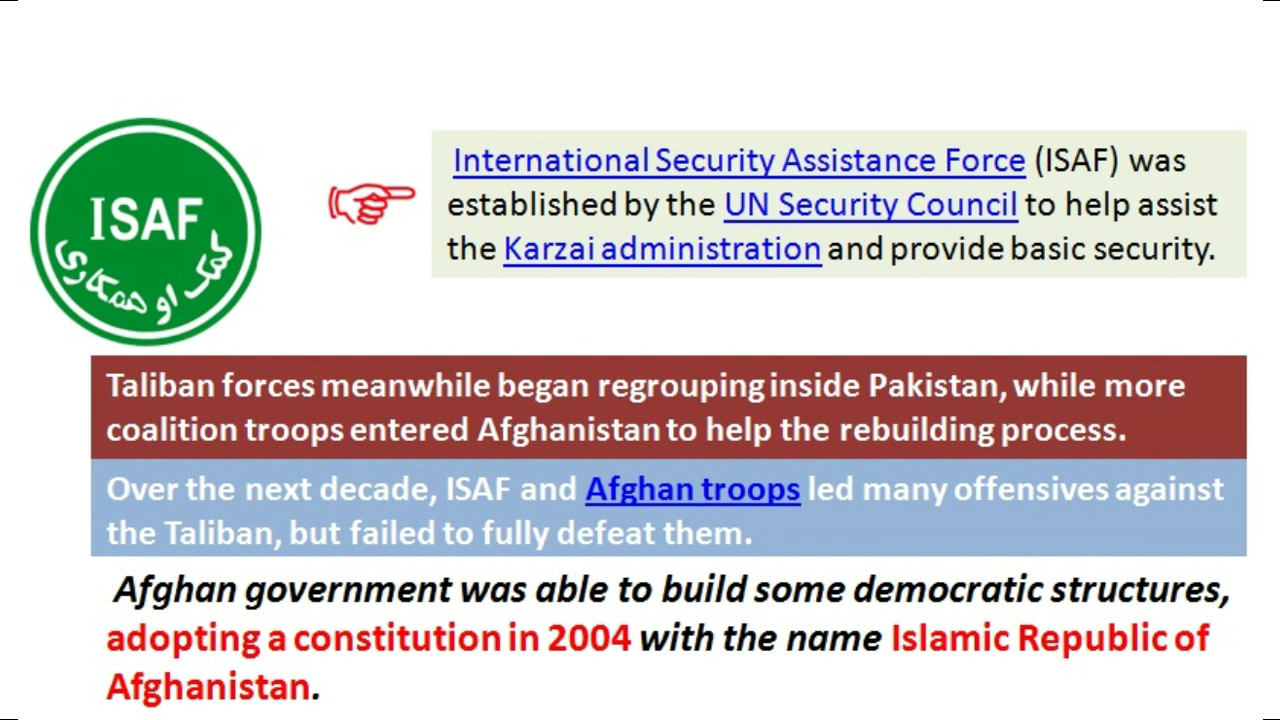 ISAF
کمک او همکاري
International Security Assistance Force (ISAF) was
established by the UN Security Council to help assist
the Karzai administration and provide basic security.
Taliban forces meanwhile began regrouping inside Pakistan, while more
coalition troops entered Afghanistan to help the rebuilding process.
Over the next decade, ISAF and Afghan troops led many offensives against
the Taliban, but failed to fully defeat them.
Afghan government was able to build some democratic structures,
adopting a constitution in 2004 with the name Islamic Republic of
Afghanistan.